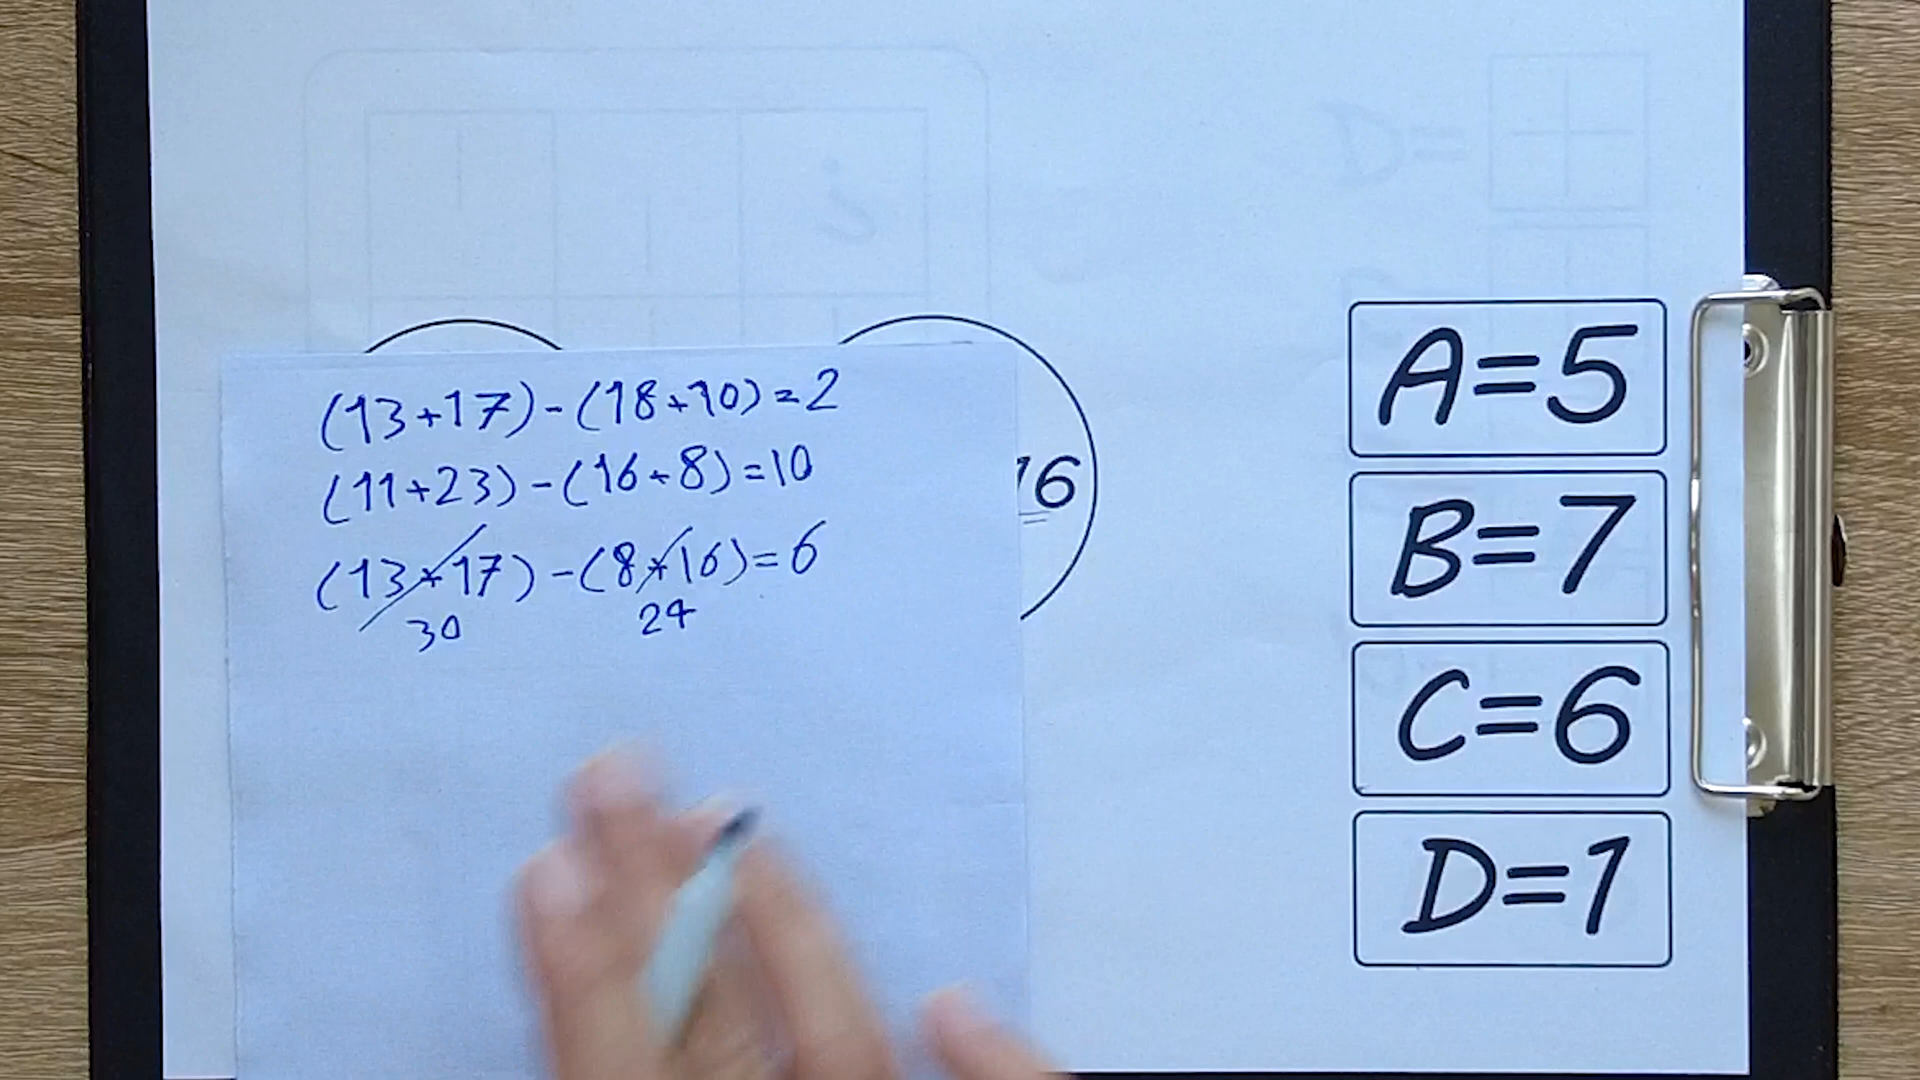 (13+17)-(18+10)=2
(11+23)-(16+8)=10
(13+17)-(8+16)=6
30 24
16
A=5
B=7
C=6
D=1
D=